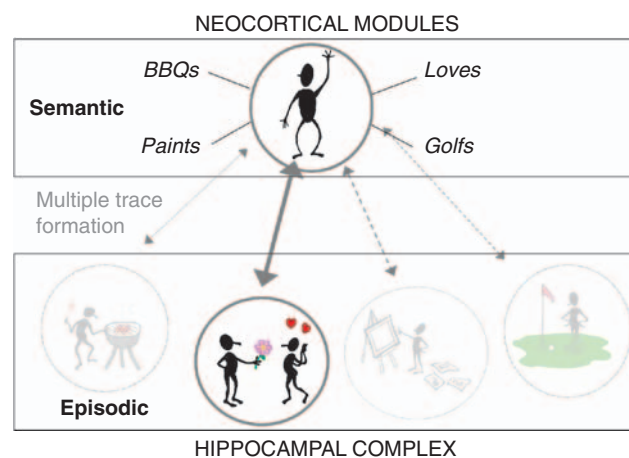 NEOCORTICAL MODULES
BBQs
Loves
Semantic
Paints
Golfs
Multiple trace
formation
Episodic
HIPPOCAMPAL COMPLEX